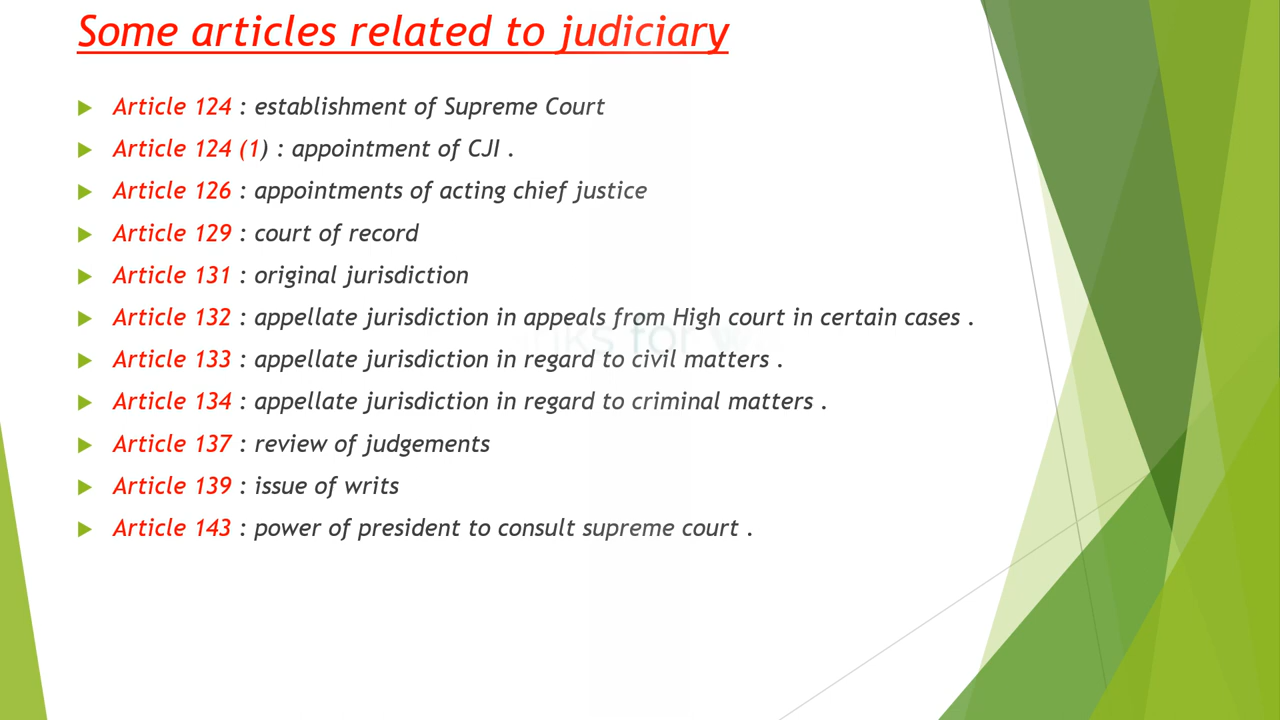 Some articles related to judiciary
Article 124 : establishment of Supreme Court
Article 124 (1) : appointment of CJI .
Article 126 : appointments of acting chief justice
Article 129 : court of record
Article 131 : original jurisdiction
Article 132 : appellate jurisdiction in appeals from High court in certain cases .
Article 133 : appellate jurisdiction in regard to civil matters .
Article 134 : appellate jurisdiction in regard to criminal matters .
Article 137 : review of judgements
Article 139 : issue of writs
Article 143 : power of president to consult supreme court .